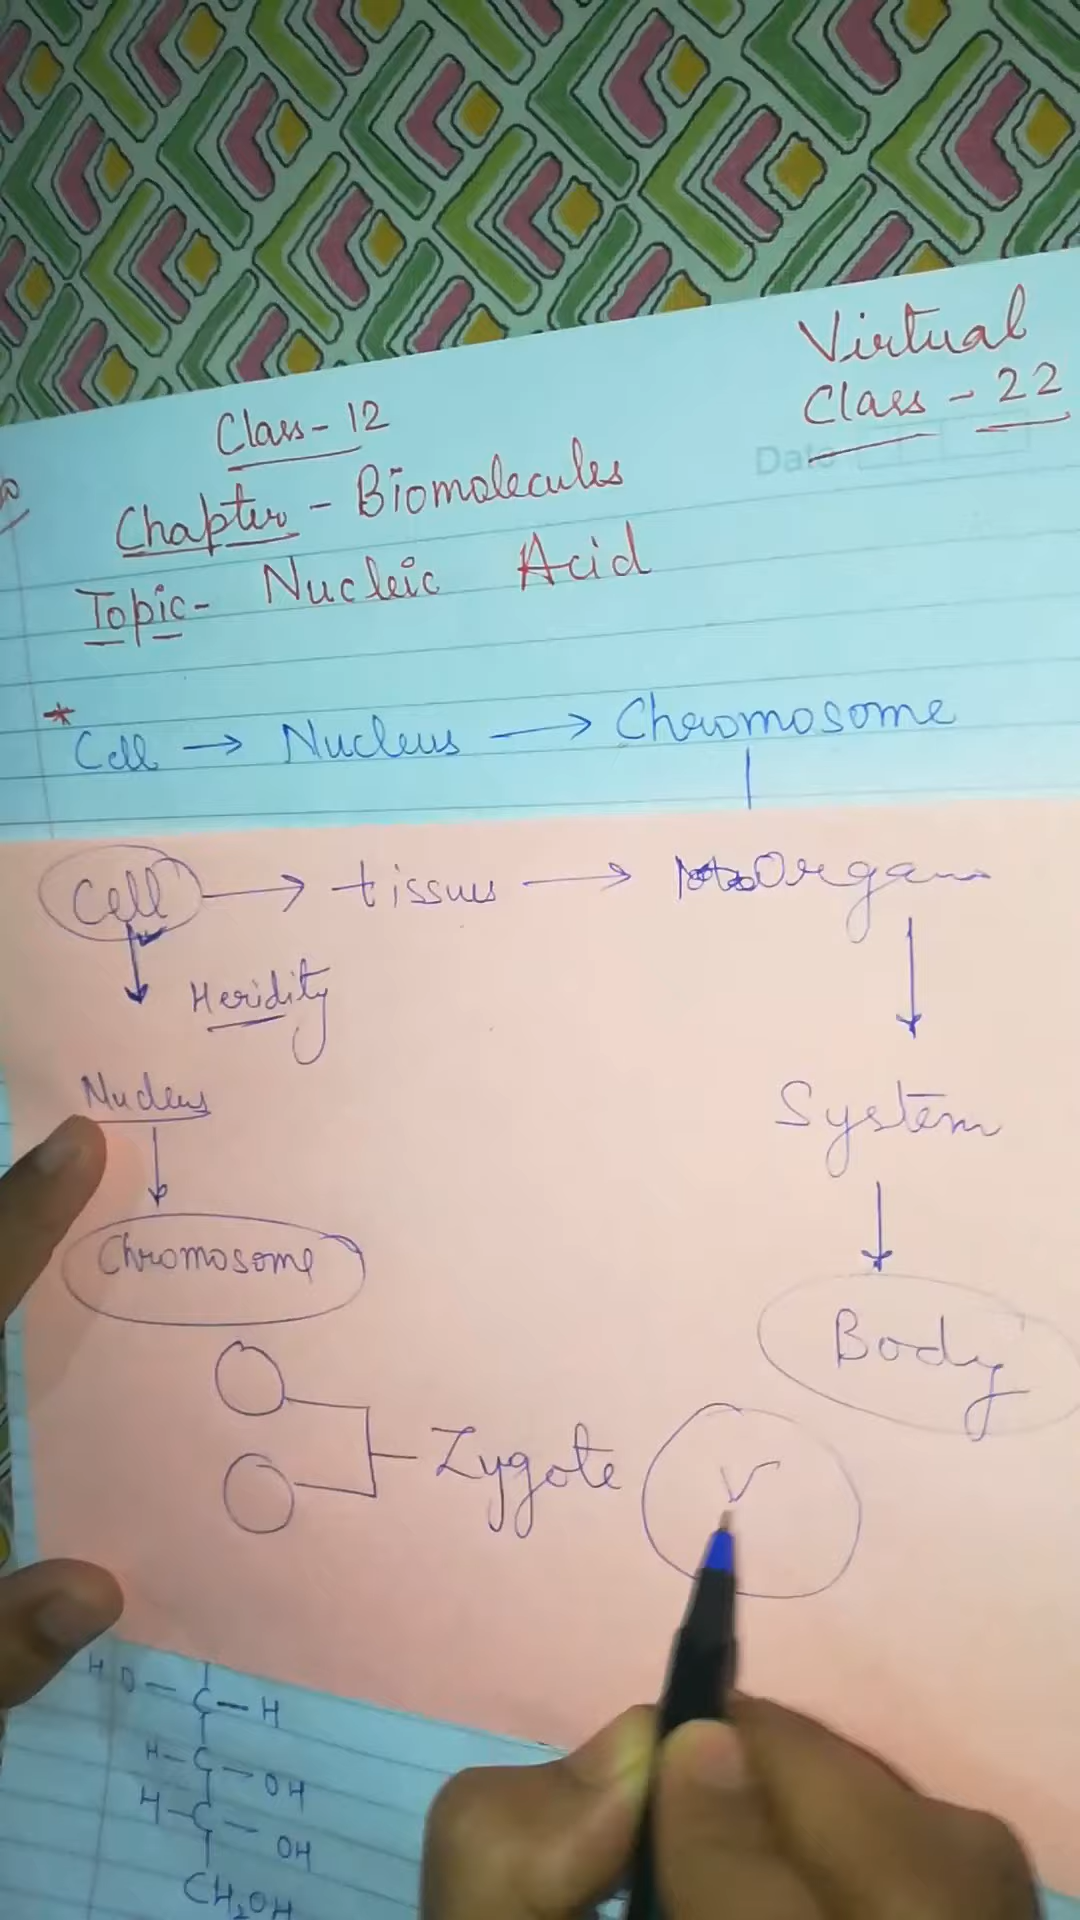 Virtual
Class - 22
Date
Class - 12
Chapter - Biomolecules
Topic - Nucleic Acid
* Cell → Nucleus → Chromosome
Cell → tissues → Organ
Heridity
Nucleus
System
Chromosome
Body
Zygote
V
HO - C - H
H - C - OH
H - C - OH
CH₂OH